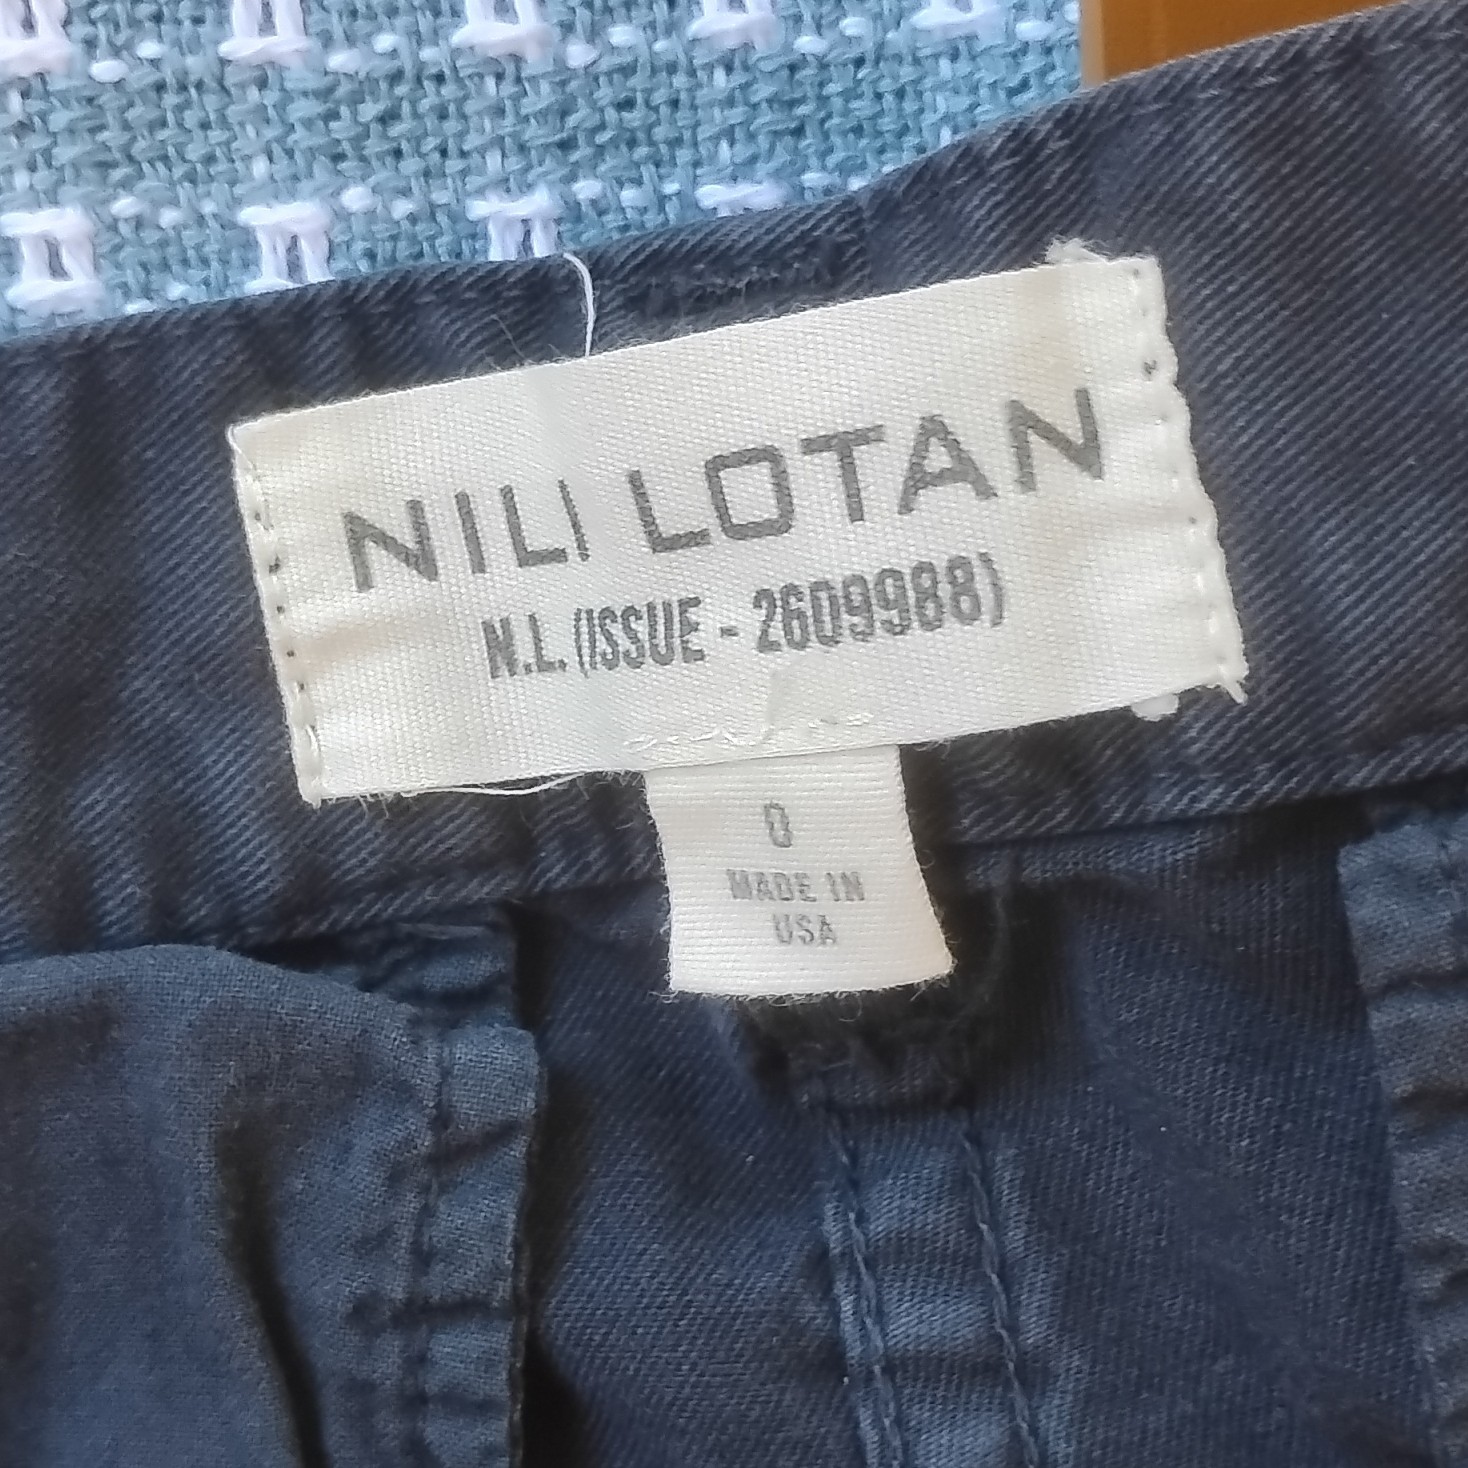 NILI LOTAN
N.L. (ISSUE - 2609988)
0
MADE IN
USA